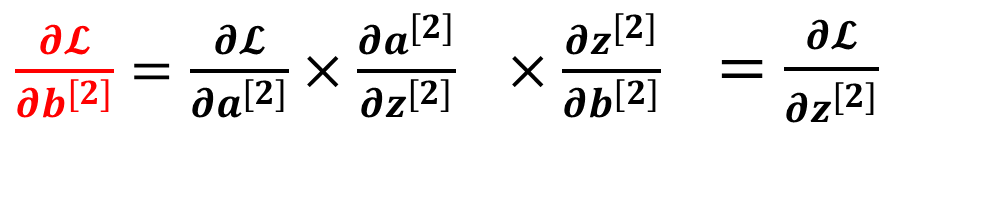 ∂ℒ/∂b^[2] = ∂ℒ/∂a^[2] × ∂a^[2]/∂z^[2] × ∂z^[2]/∂b^[2] = ∂ℒ/∂z^[2]